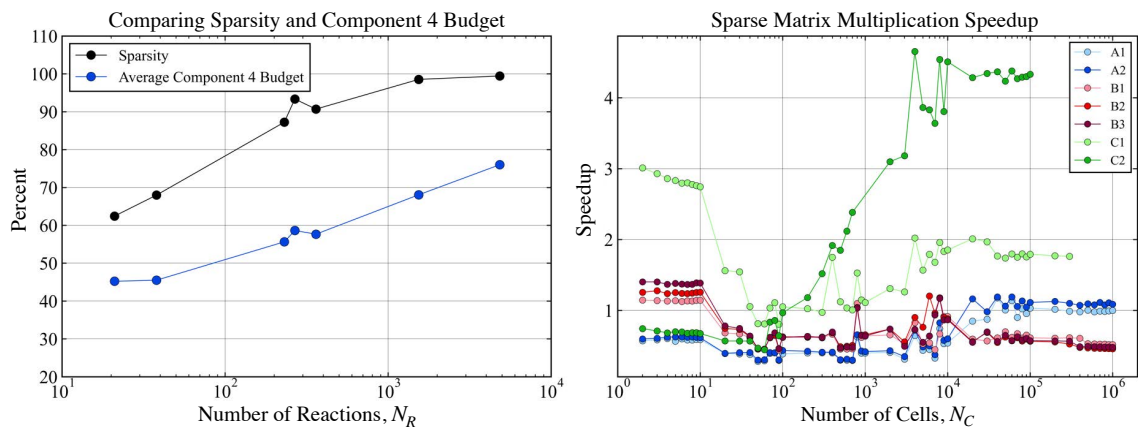 Comparing Sparsity and Component 4 Budget
110
100
90
80
70
60
50
40
30
20
Percent
Sparsity
Average Component 4 Budget
10^1
10^2
10^3
10^4
Number of Reactions, N_R
Sparse Matrix Multiplication Speedup
4
3
2
1
Speedup
A1
A2
B1
B2
B3
C1
C2
10^0
10^1
10^2
10^3
10^4
10^5
10^6
Number of Cells, N_C